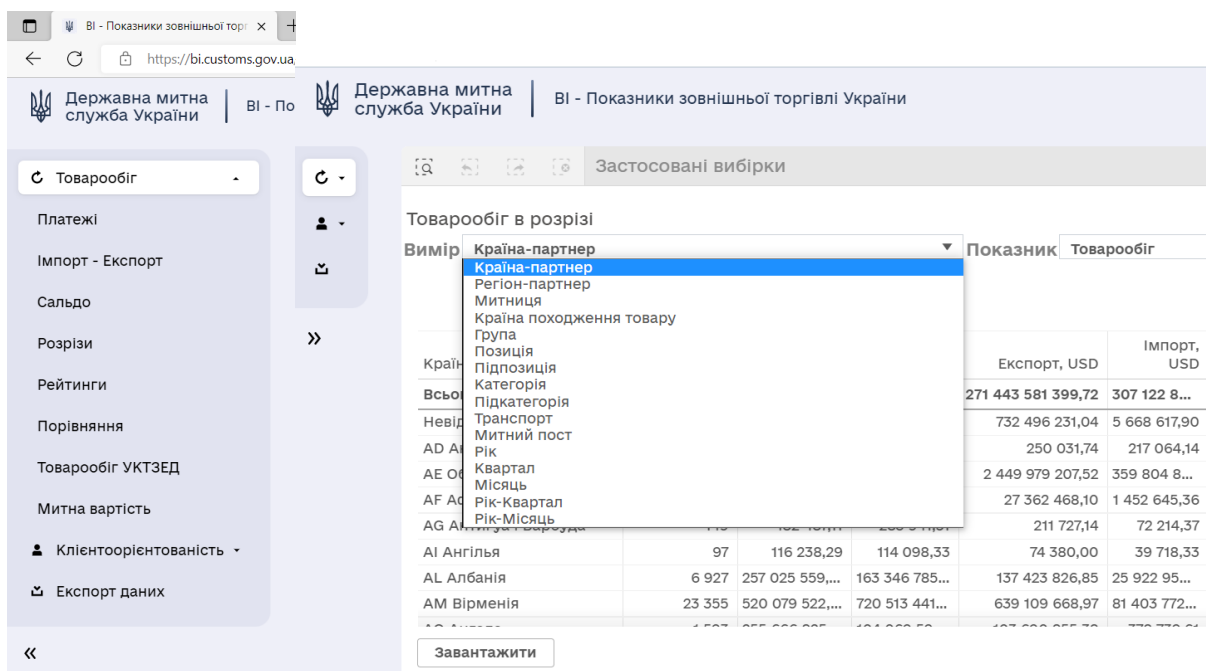 BI - Показники зовнішньої торг
https://bi.customs.gov.ua
Державна митна
служба України
BI - По
Товарообіг
Платежі
Імпорт - Експорт
Сальдо
Розрізи
Рейтинги
Порівняння
Товарообіг УКТЗЕД
Митна вартість
Клієнтоорієнтованість
Експорт даних
Державна митна
служба України
BI - Показники зовнішньої торгівлі України
Застосовані вибірки
Товарообіг в розрізі
Вимір Країна-партнер Показник Товарообіг
Країна-партнер
Регіон-партнер
Митниця
Країна походження товару
Група
Позиція
Підпозиція
Категорія
Підкатегорія
Транспорт
Митний пост
Рік
Квартал
Місяць
Рік-Квартал
Рік-Місяць
Експорт, USD Імпорт, USD
271 443 581 399,72 307 122 8...
732 496 231,04 5 668 617,90
AD 250 031,74 217 064,14
AE 2 449 979 207,52 359 804 8...
AF 27 362 468,10 1 452 645,36
AG 211 727,14 72 214,37
AI Ангілья 97 116 238,29 114 098,33 74 380,00 39 718,33
AL Албанія 6 927 257 025 559,... 163 346 785... 137 423 826,85 25 922 95...
AM Вірменія 23 355 520 079 522,... 720 513 441... 639 109 668,97 81 403 772...
Завантажити